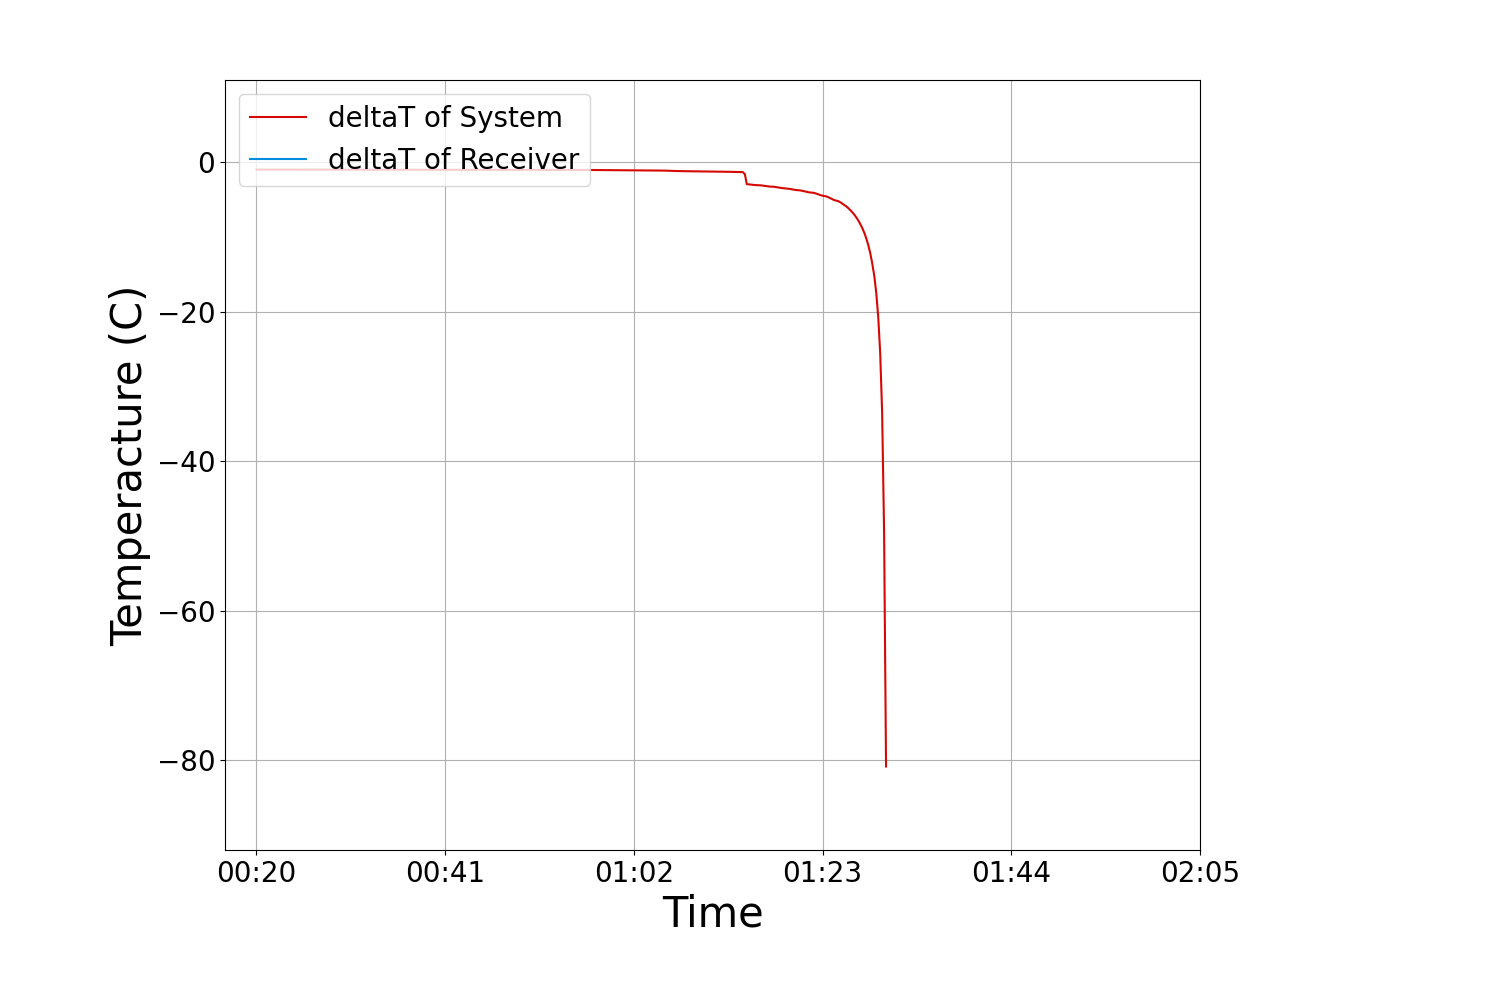 deltaT of System
deltaT of Receiver
0
−20
−40
−60
−80
Temperacture (C)
00:20 00:41 01:02 01:23 01:44 02:05
Time